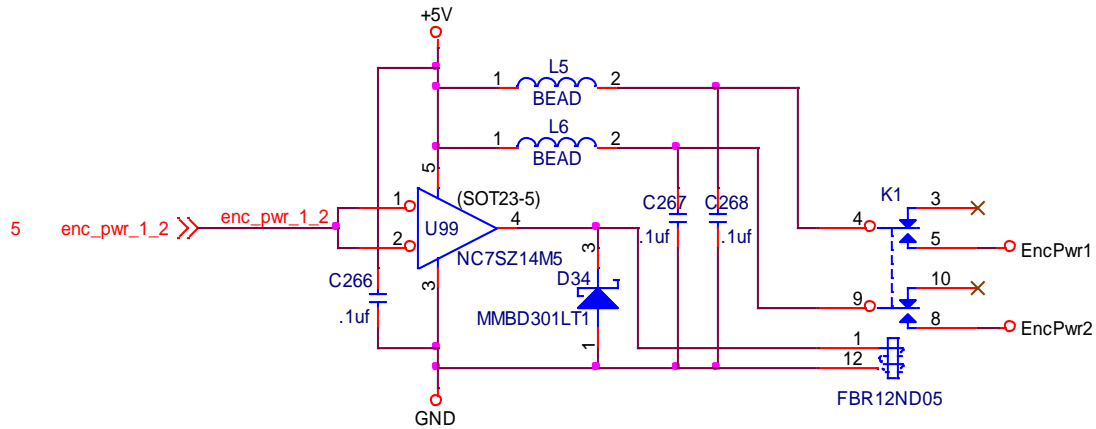 +5V
L5
1 2
BEAD
L6
1 2
BEAD
5
(SOT23-5)
C267 C268
K1
3
1
4
enc_pwr_1_2
4
5 enc_pwr_1_2
U99
.1uf .1uf
5
EncPwr1
2
NC7SZ14M5
3
C266
3
D34
10
9
.1uf
MMBD301LT1
8
EncPwr2
1
1
12
GND
FBR12ND05